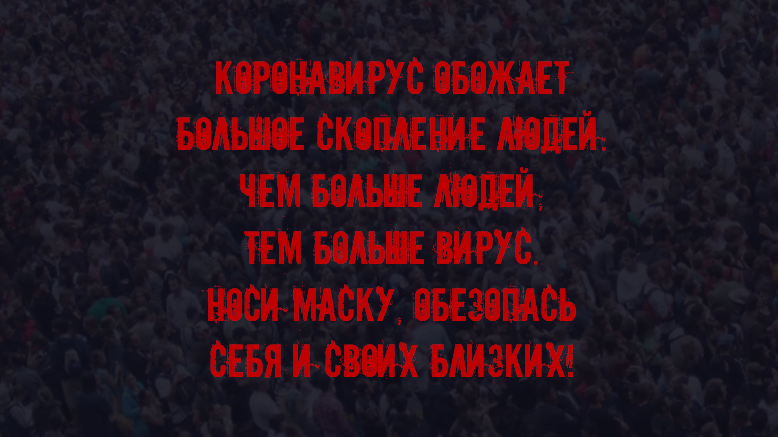 КОРОНАВИРУС ОБОЖАЕТ
БОЛЬШОЕ СКОПЛЕНИЕ ЛЮДЕЙ.
ЧЕМ БОЛЬШЕ ЛЮДЕЙ,
ТЕМ БОЛЬШЕ ВИРУС.
НОСИ МАСКУ, ОБЕЗОПАСЬ
СЕБЯ И СВОИХ БЛИЗКИХ!